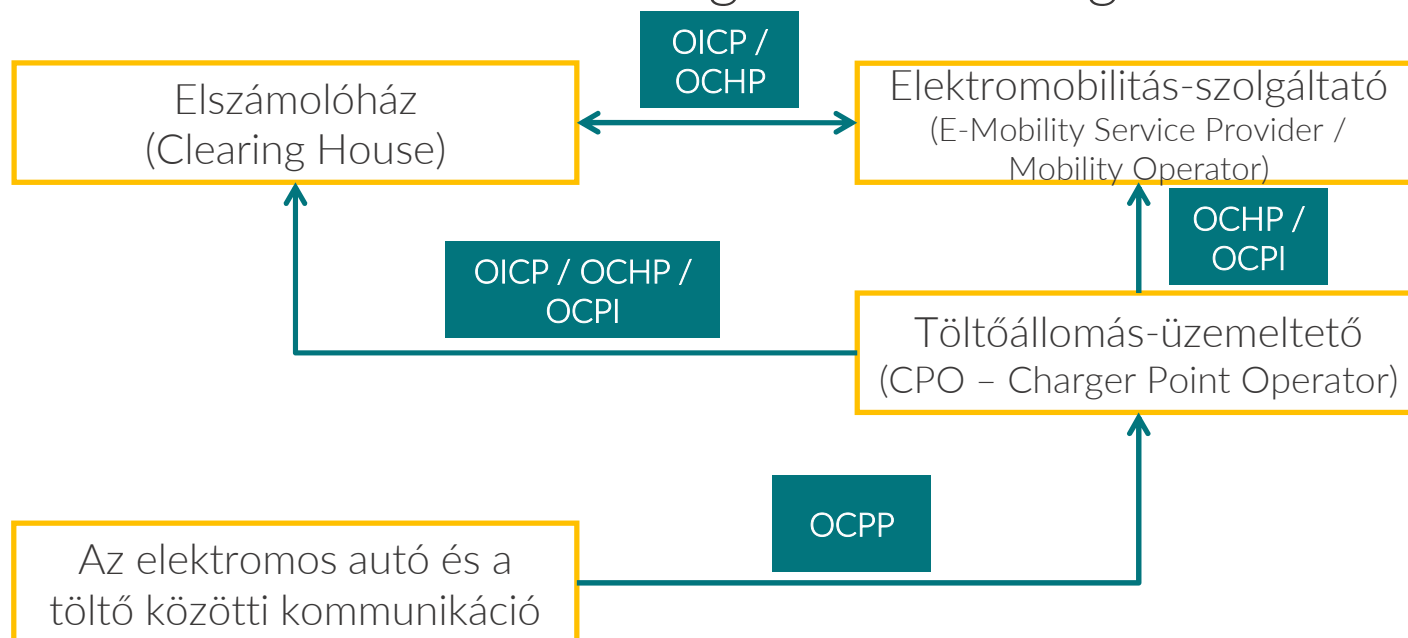 OICP /
OCHP
Elszámolóház
(Clearing House)
Elektromobilitás-szolgáltató
(E-Mobility Service Provider /
Mobility Operator)
OCHP /
OCPI
OICP / OCHP /
OCPI
Töltőállomás-üzemeltető
(CPO – Charger Point Operator)
OCPP
Az elektromos autó és a
töltő közötti kommunikáció